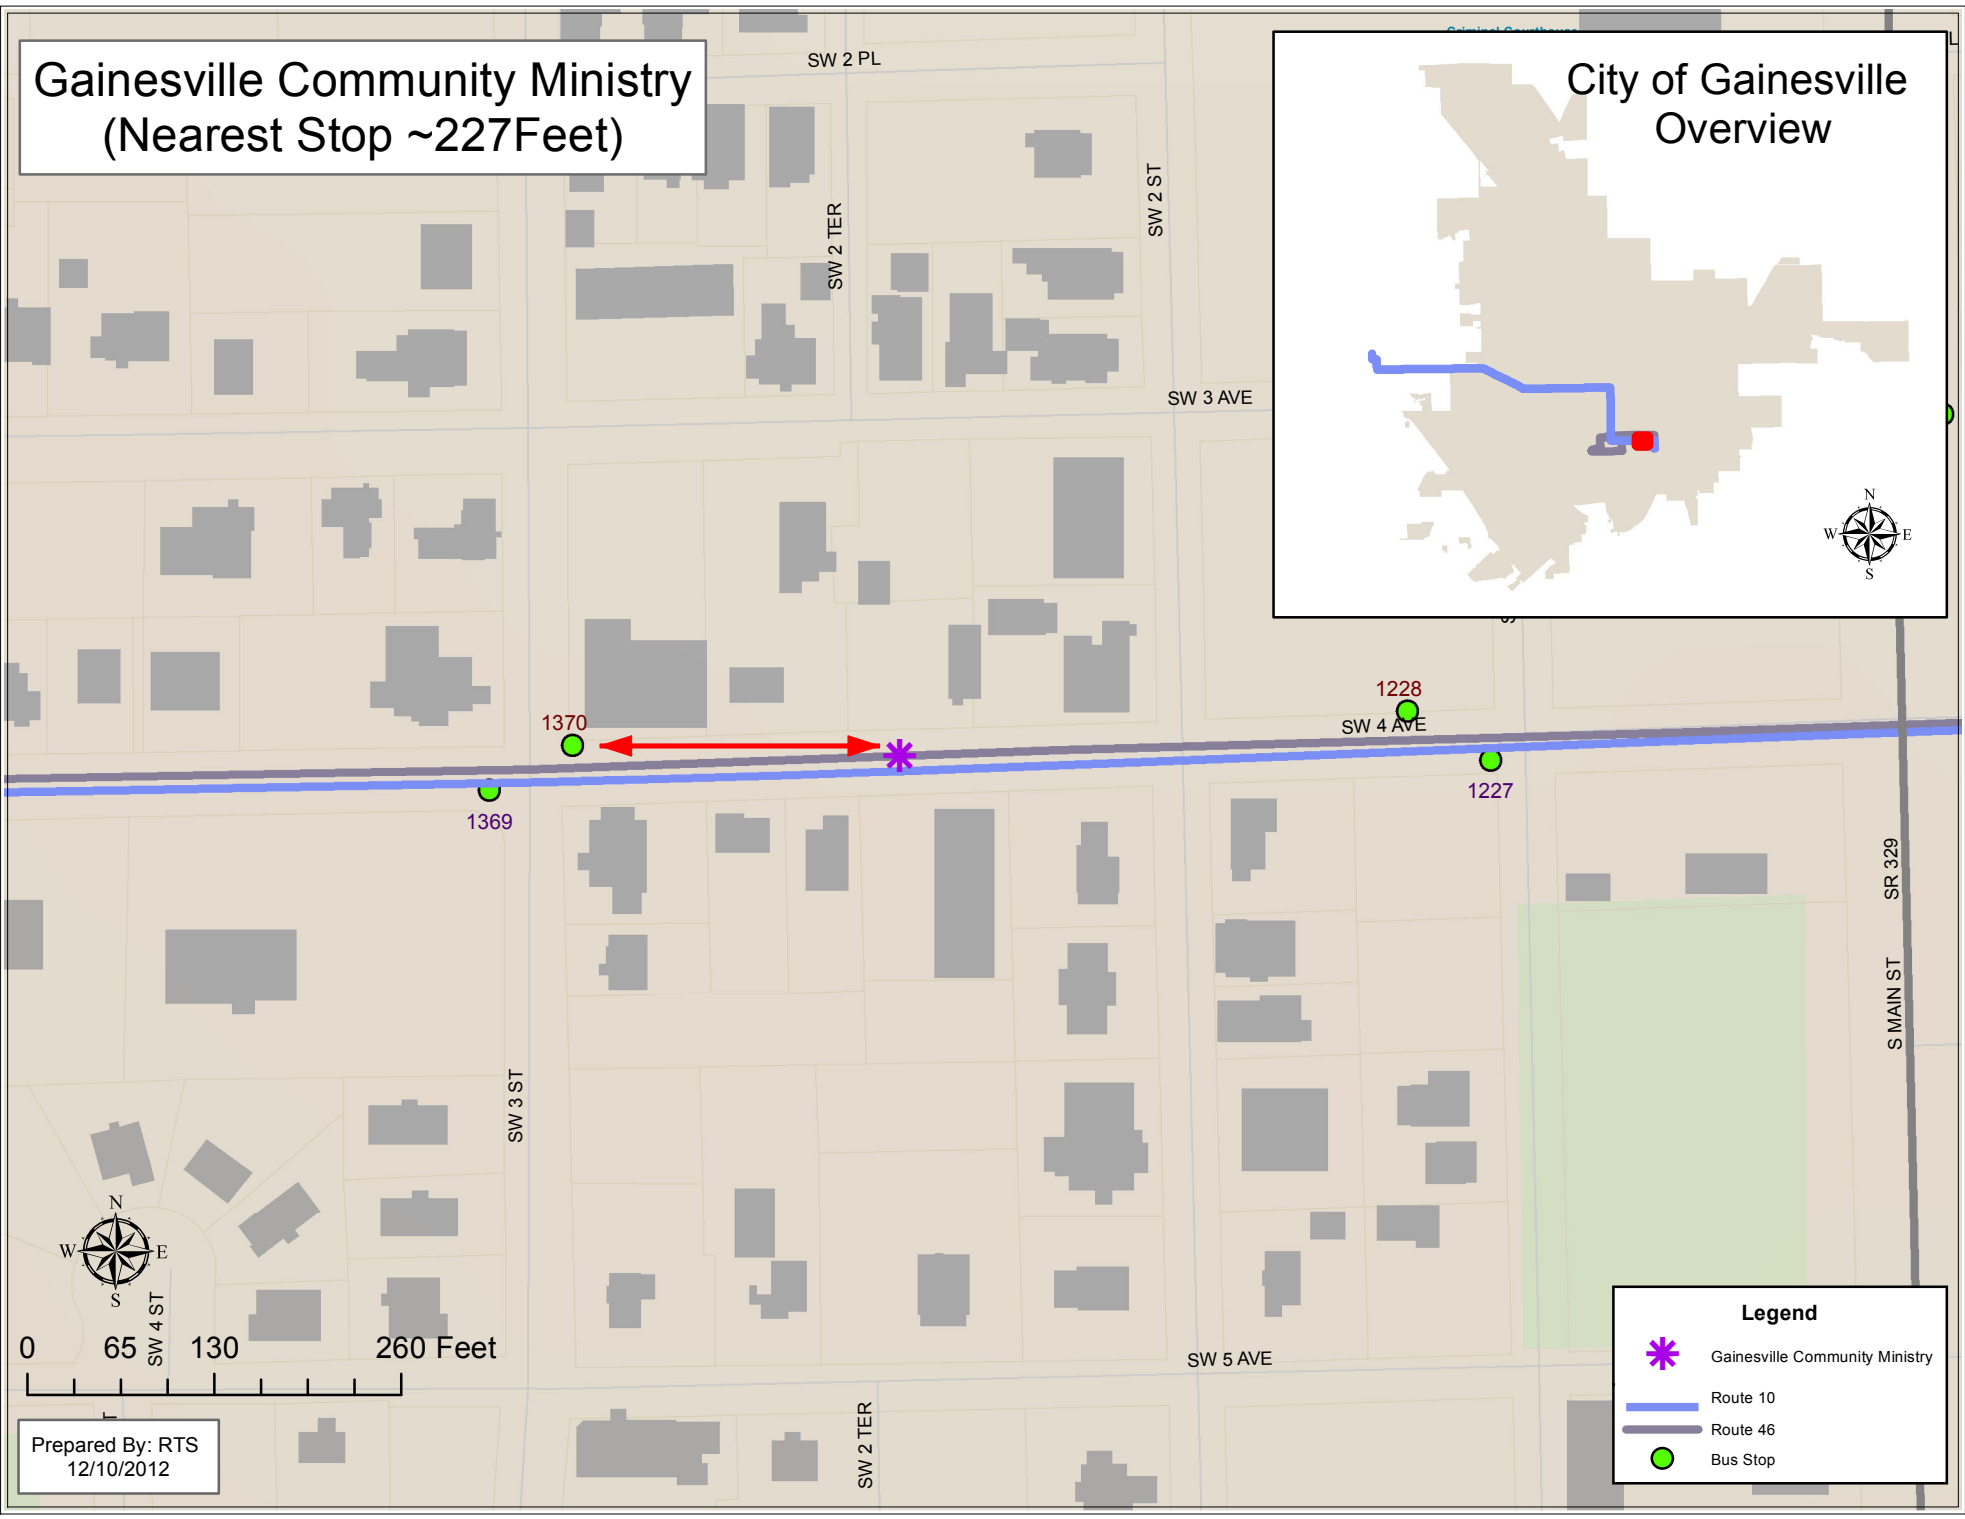 Gainesville Community Ministry
(Nearest Stop ~227Feet)
City of Gainesville
Overview
N
W E
S
SW 2 PL
SW 2 TER
SW 2 ST
SW 3 AVE
1370
1369
1228
SW 4 AVE
1227
SR 329
S MAIN ST
SW 3 ST
N
W E
S
SW 4 ST
0 65 130 260 Feet
SW 5 AVE
SW 2 TER
Prepared By: RTS
12/10/2012
Legend
Gainesville Community Ministry
Route 10
Route 46
Bus Stop